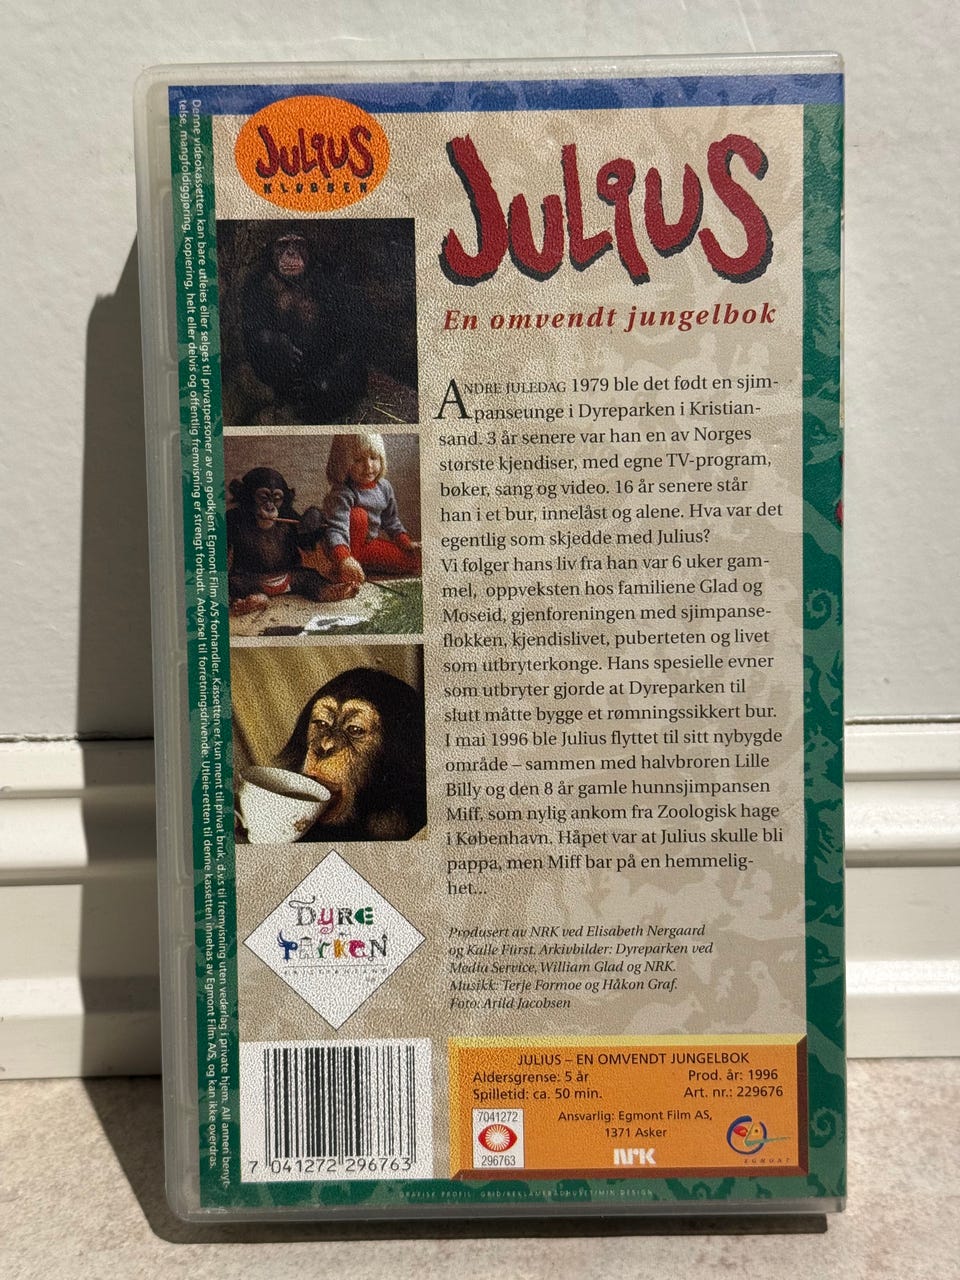 Denne videokassetten kan bare utleies eller selges til privatpersoner av en godkjent Egmont Film A/S forhandler. Kassetten er kun ment til privat bruk, d.v.s til fremvisning uten vederlag i private hjem. All annen benyt-
telse, mangfoldiggjøring, kopiering, helt eller delvis og offentlig fremvisning er strengt forbudt. Advarsel til forretningsdrivende: Utleie-retten til denne kassetten innehas av Egmont Film A/S, og kan ikke overdras.
JULIUS
KLUBBEN
JULIUS
En omvendt jungelbok
ANDRE JULEDAG 1979 ble det født en sjim-
panseunge i Dyreparken i Kristian-
sand. 3 år senere var han en av Norges
største kjendiser, med egne TV-program,
bøker, sang og video. 16 år senere står
han i et bur, innelåst og alene. Hva var det
egentlig som skjedde med Julius?
Vi følger hans liv fra han var 6 uker gam-
mel, oppveksten hos familiene Glad og
Moseid, gjenforeningen med sjimpanse-
flokken, kjendislivet, puberteten og livet
som utbryterkonge. Hans spesielle evner
som utbryter gjorde at Dyreparken til
slutt måtte bygge et rømningssikkert bur.
I mai 1996 ble Julius flyttet til sitt nybygde
område – sammen med halvbroren Lille
Billy og den 8 år gamle hunnsjimpansen
Miff, som nylig ankom fra Zoologisk hage
i København. Håpet var at Julius skulle bli
pappa, men Miff bar på en hemmelig-
het...
DYRE
PARKEN
Produsert av NRK ved Elisabeth Nergaard
og Kalle Fürst. Arkivbilder: Dyreparken ved
Media Service, William Glad og NRK.
Musikk: Terje Formoe og Håkon Graf.
Foto: Arild Jacobsen
7 041272 296763
JULIUS – EN OMVENDT JUNGELBOK
Aldersgrense: 5 år Prod. år: 1996
Spilletid: ca. 50 min. Art. nr.: 229676
7041272
296763
Ansvarlig: Egmont Film AS,
1371 Asker
NRK
EGMONT
GRAFISK PROFIL: GRID/REKLAMERÅDHUSET/MIN DESIGN